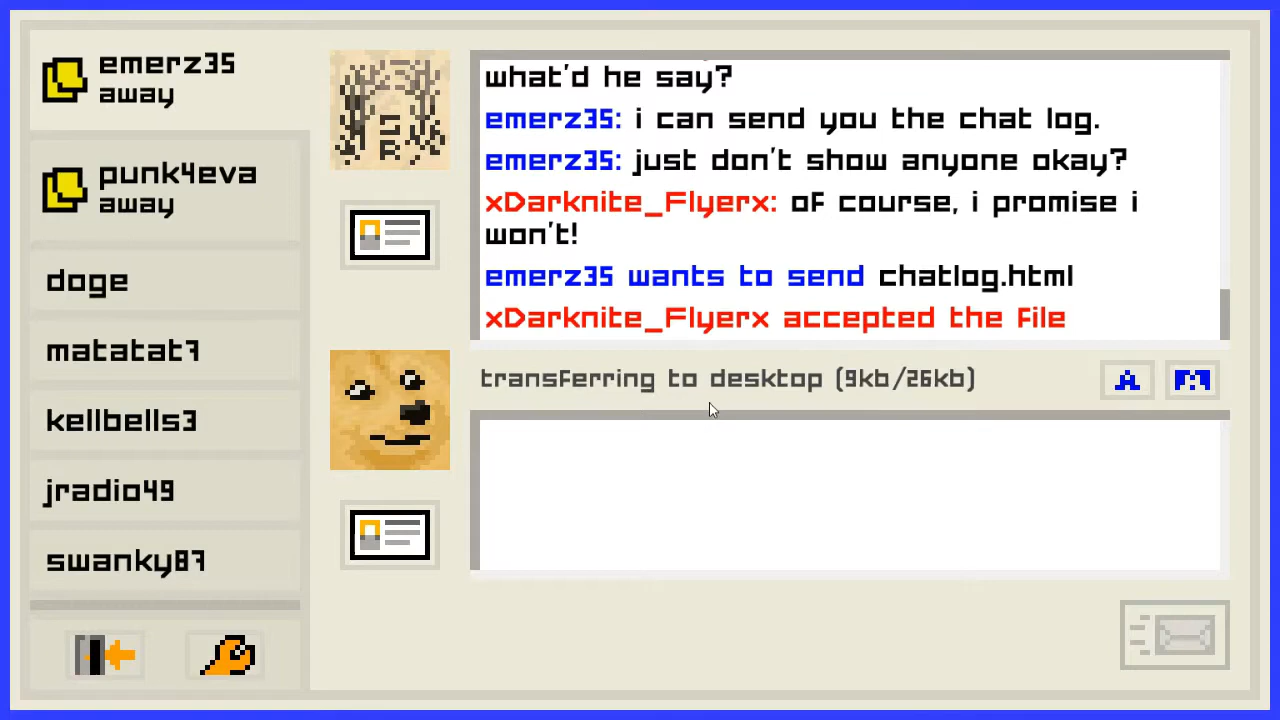 emerz35
away
punk4eva
away
doge
matatat7
kellbells3
jradio49
swanky87
what'd he say?
emerz35: i can send you the chat log.
emerz35: just don't show anyone okay?
xDarknite_Flyerx: of course, i promise i
won't!
emerz35 wants to send chatlog.html
xDarknite_Flyerx accepted the file
transferring to desktop (9kb/26kb)
A